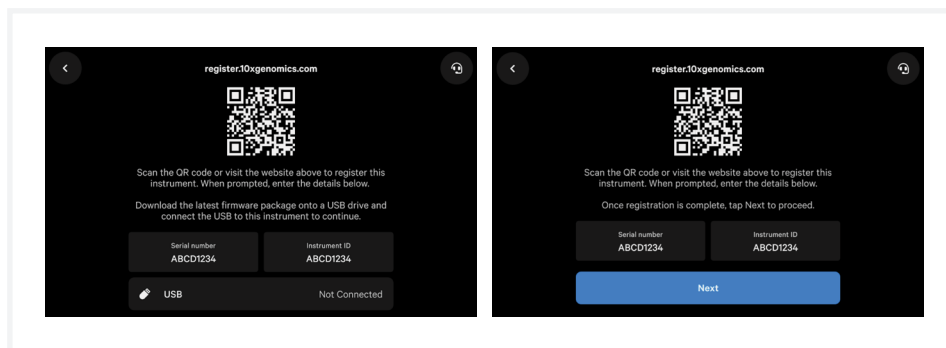 register.10xgenomics.com
Scan the QR code or visit the website above to register this
instrument. When prompted, enter the details below.
Download the latest firmware package onto a USB drive and
connect the USB to this instrument to continue.
Serial number
ABCD1234
Instrument ID
ABCD1234
USB
Not Connected
register.10xgenomics.com
Scan the QR code or visit the website above to register this
instrument. When prompted, enter the details below.
Once registration is complete, tap Next to proceed.
Serial number
ABCD1234
Instrument ID
ABCD1234
Next